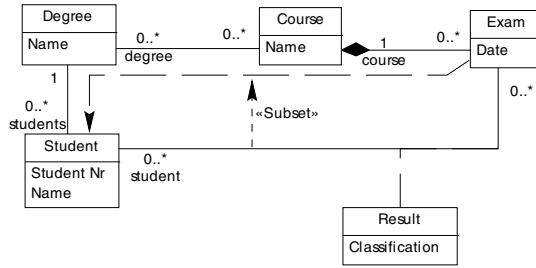 Degree
Name
Course
Name
Exam
Date
0..*
degree
0..*
1
course
0..*
1
0..*
students
«Subset»
0..*
Student
Student Nr
Name
0..*
student
Result
Classification